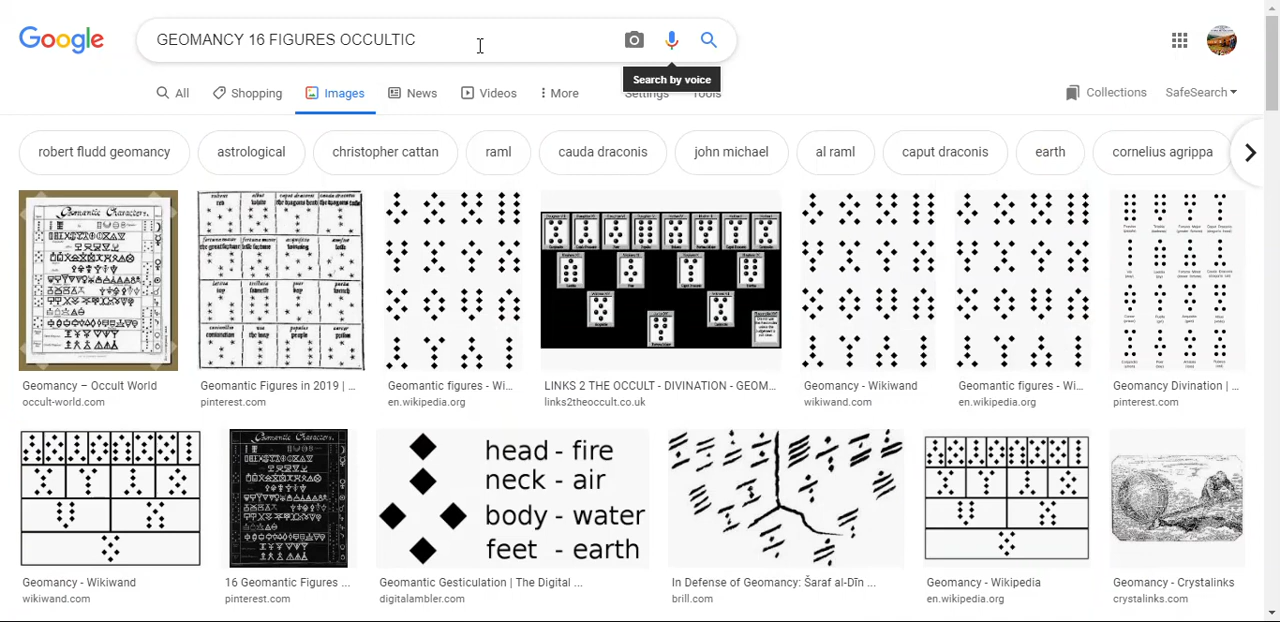 Google
GEOMANCY 16 FIGURES OCCULTIC
Search by voice
All
Shopping
Images
News
Videos
More
Settings
Tools
Collections
SafeSearch
robert fludd geomancy
astrological
christopher cattan
raml
cauda draconis
john michael
al raml
caput draconis
earth
cornelius agrippa
Geomantic Characters.
Geomancy – Occult World
occult-world.com
Geomantic Figures in 2019 | ...
pinterest.com
Geomantic figures - Wi...
en.wikipedia.org
LINKS 2 THE OCCULT - DIVINATION - GEOM...
links2theoccult.co.uk
Geomancy - Wikiwand
wikiwand.com
Geomantic figures - Wi...
en.wikipedia.org
Geomancy Divination | ...
pinterest.com
Geomantic Characters.
head - fire
neck - air
body - water
feet - earth
Geomancy - Wikiwand
wikiwand.com
16 Geomantic Figures ...
pinterest.com
Geomantic Gesticulation | The Digital ...
digitalambler.com
In Defense of Geomancy: Šaraf al-Dīn ...
brill.com
Geomancy - Wikipedia
en.wikipedia.org
Geomancy - Crystalinks
crystalinks.com